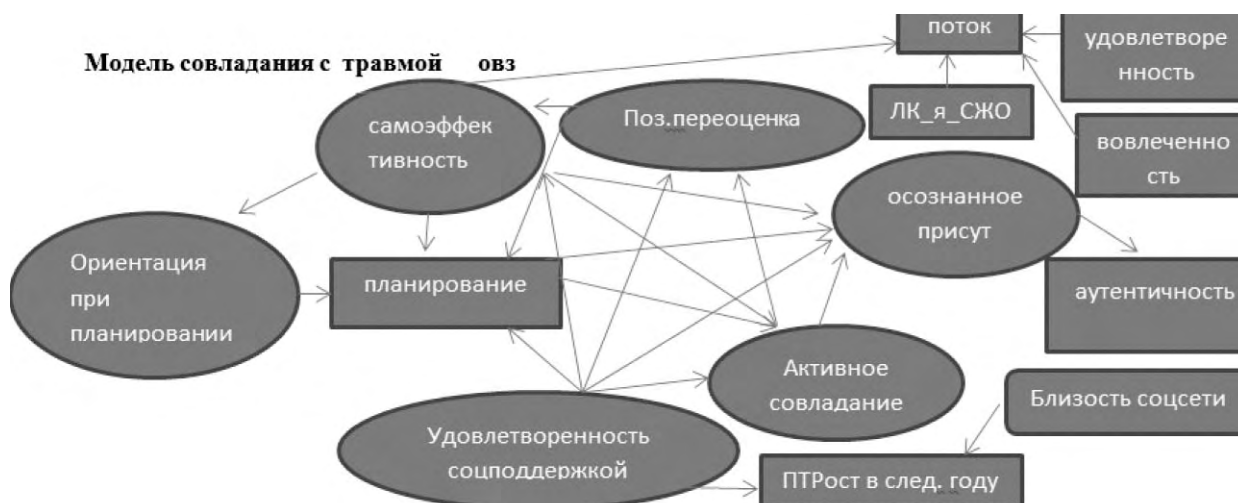 Модель совладания с травмой овз
поток
удовлетворе
нность
ЛК_я_СЖО
вовлеченно
сть
самоэффек
тивность
Поз.переоценка
осознанное
присут
Ориентация
при
планировании
планирование
аутентичность
Активное
совладание
Близость соцсети
Удовлетворенность
соцподдержкой
ПТРост в след. году